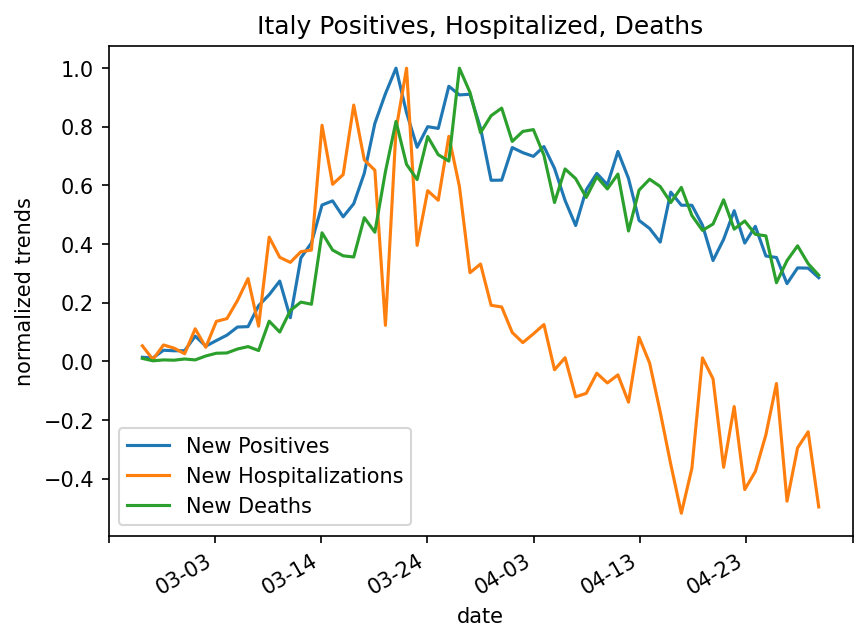 Italy Positives, Hospitalized, Deaths
normalized trends
1.0
0.8
0.6
0.4
0.2
0.0
−0.2
−0.4
New Positives
New Hospitalizations
New Deaths
03-03
03-14
03-24
04-03
04-13
04-23
date